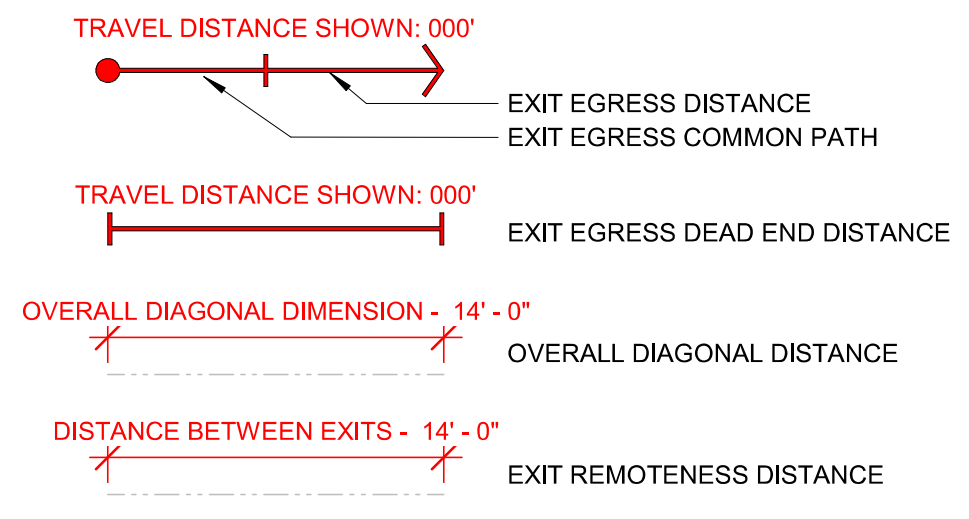 TRAVEL DISTANCE SHOWN: 000'
EXIT EGRESS DISTANCE
EXIT EGRESS COMMON PATH
TRAVEL DISTANCE SHOWN: 000'
EXIT EGRESS DEAD END DISTANCE
OVERALL DIAGONAL DIMENSION - 14' - 0"
OVERALL DIAGONAL DISTANCE
DISTANCE BETWEEN EXITS - 14' - 0"
EXIT REMOTENESS DISTANCE